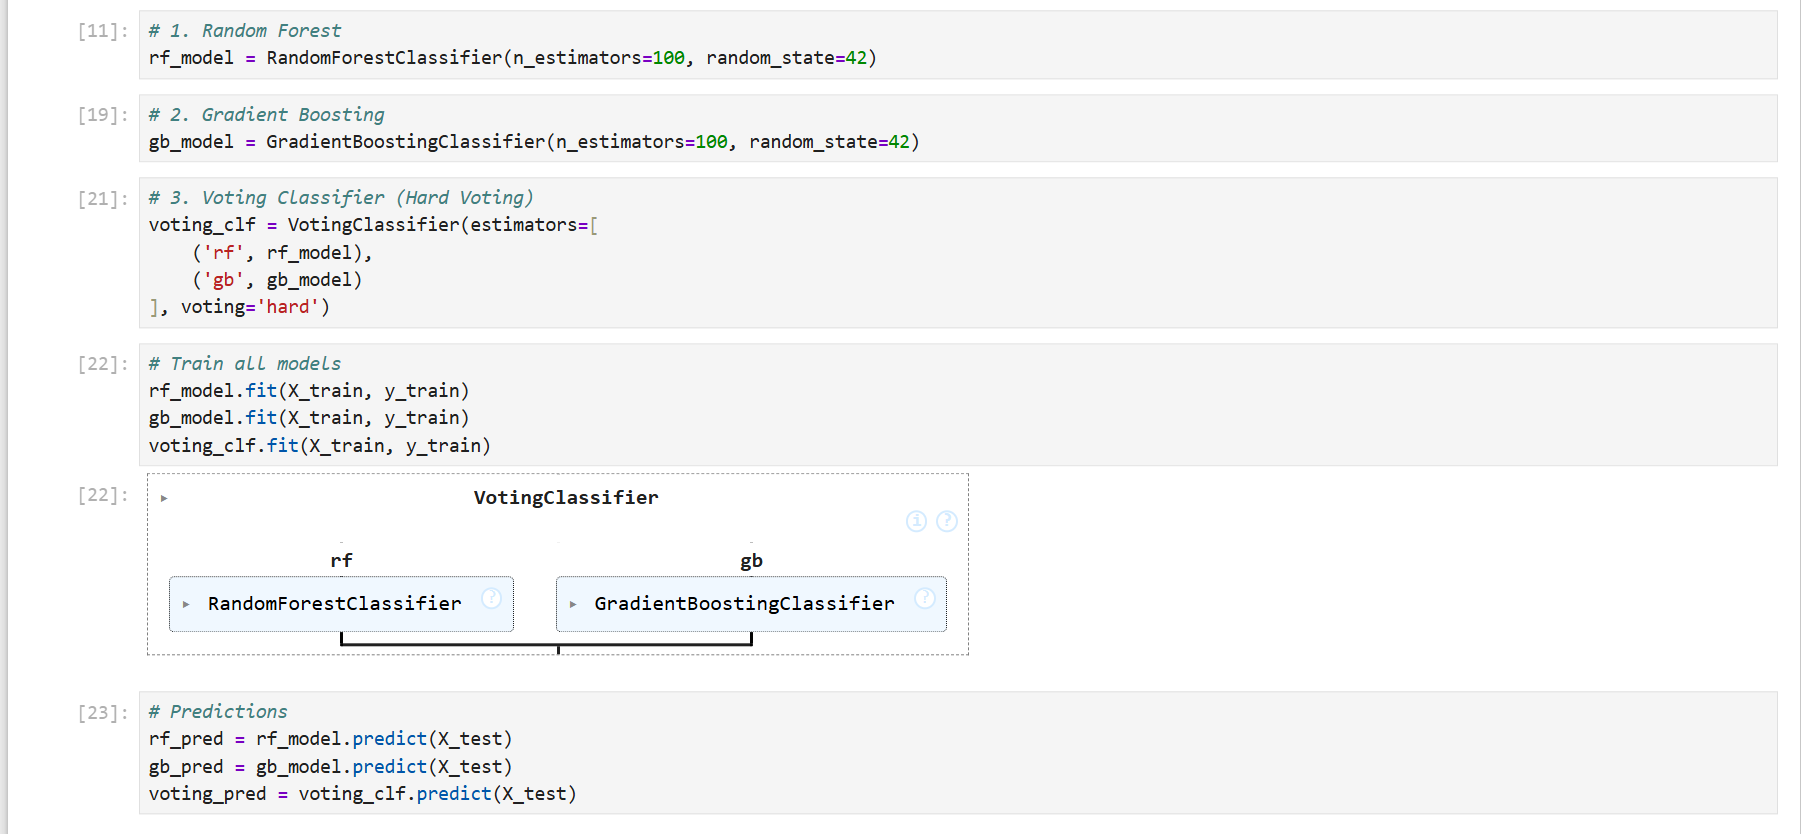 [11]:
# 1. Random Forest
rf_model = RandomForestClassifier(n_estimators=100, random_state=42)
[19]:
# 2. Gradient Boosting
gb_model = GradientBoostingClassifier(n_estimators=100, random_state=42)
[21]:
# 3. Voting Classifier (Hard Voting)
voting_clf = VotingClassifier(estimators=[
    ('rf', rf_model),
    ('gb', gb_model)
], voting='hard')
[22]:
# Train all models
rf_model.fit(X_train, y_train)
gb_model.fit(X_train, y_train)
voting_clf.fit(X_train, y_train)
[22]:
VotingClassifier
i ?
rf
gb
RandomForestClassifier ?
GradientBoostingClassifier ?
[23]:
# Predictions
rf_pred = rf_model.predict(X_test)
gb_pred = gb_model.predict(X_test)
voting_pred = voting_clf.predict(X_test)